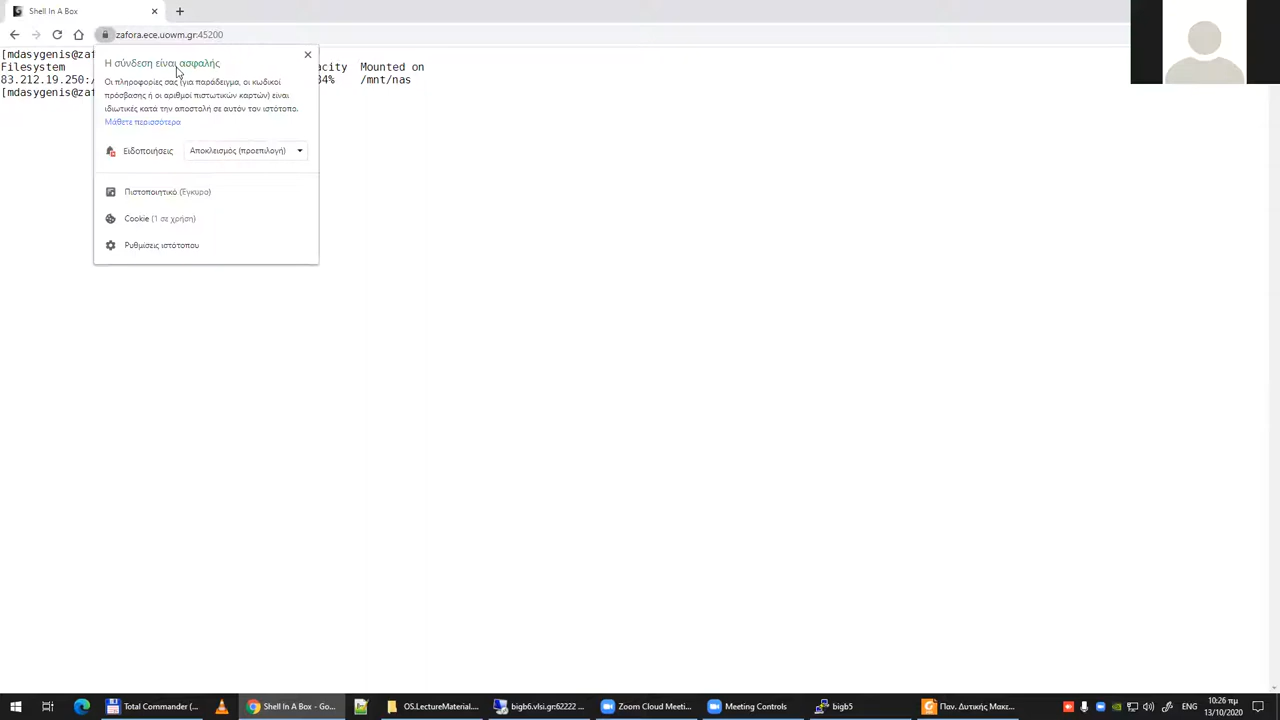 Shell In A Box
zafora.ece.uowm.gr:45200
[mdasygenis@zaf
Filesystem
acity Mounted on
83.212.19.250:/
34% /mnt/nas
[mdasygenis@zaf
Η σύνδεση είναι ασφαλής
Οι πληροφορίες σας (για παράδειγμα, οι κωδικοί
πρόσβασης ή οι αριθμοί πιστωτικών καρτών) είναι
ιδιωτικές κατά την αποστολή σε αυτόν τον ιστότοπο.
Μάθετε περισσότερα
Ειδοποιήσεις
Αποκλεισμός (προεπιλογή)
Πιστοποιητικό (Έγκυρο)
Cookie (1 σε χρήση)
Ρυθμίσεις ιστότοπου
Total Commander (...
Shell In A Box - Go...
OS.LectureMaterial....
bigb6.vlsi.gr:62222 ...
Zoom Cloud Meeti...
Meeting Controls
bigb5
Παν. Δυτικής Μακε...
ΕΝΓ
10:26 πμ
13/10/2020